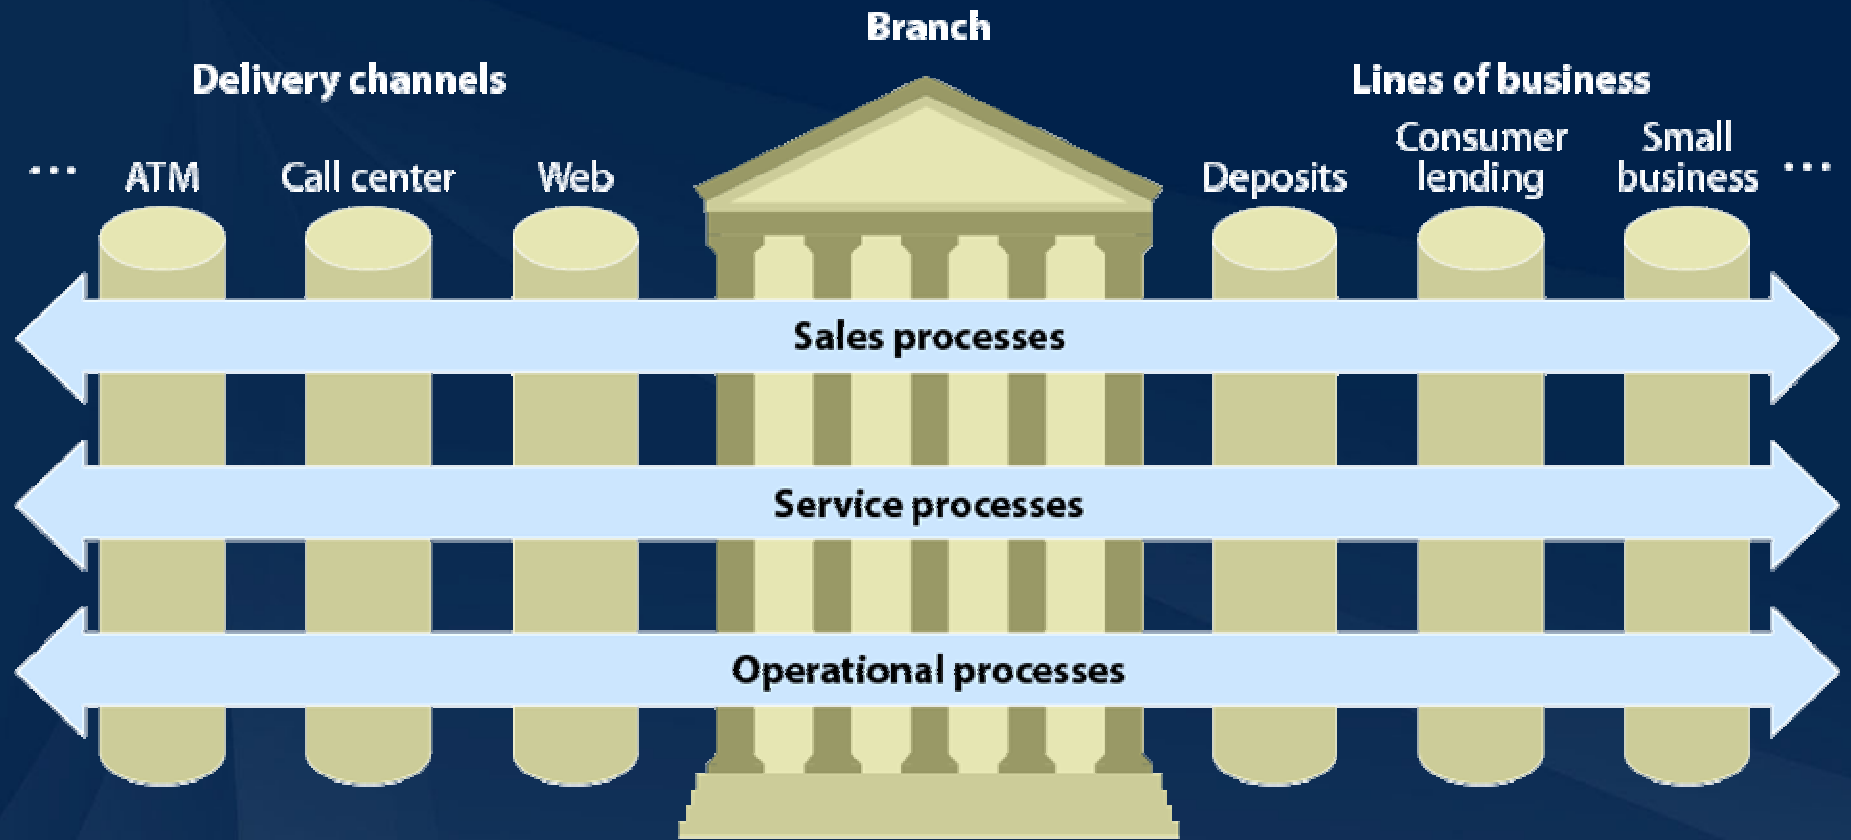 Branch
Delivery channels
Lines of business
... ATM Call center Web
Deposits
Consumer
lending
Small
business ...
Sales processes
Service processes
Operational processes